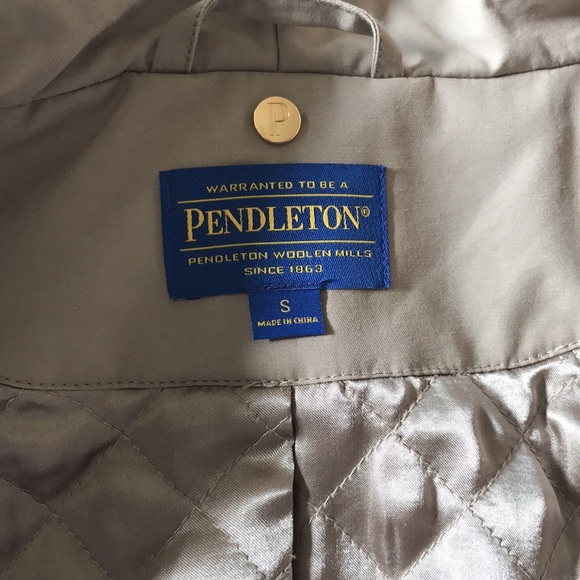 P
WARRANTED TO BE A
PENDLETON®
PENDLETON WOOLEN MILLS
SINCE 1863
S
MADE IN CHINA